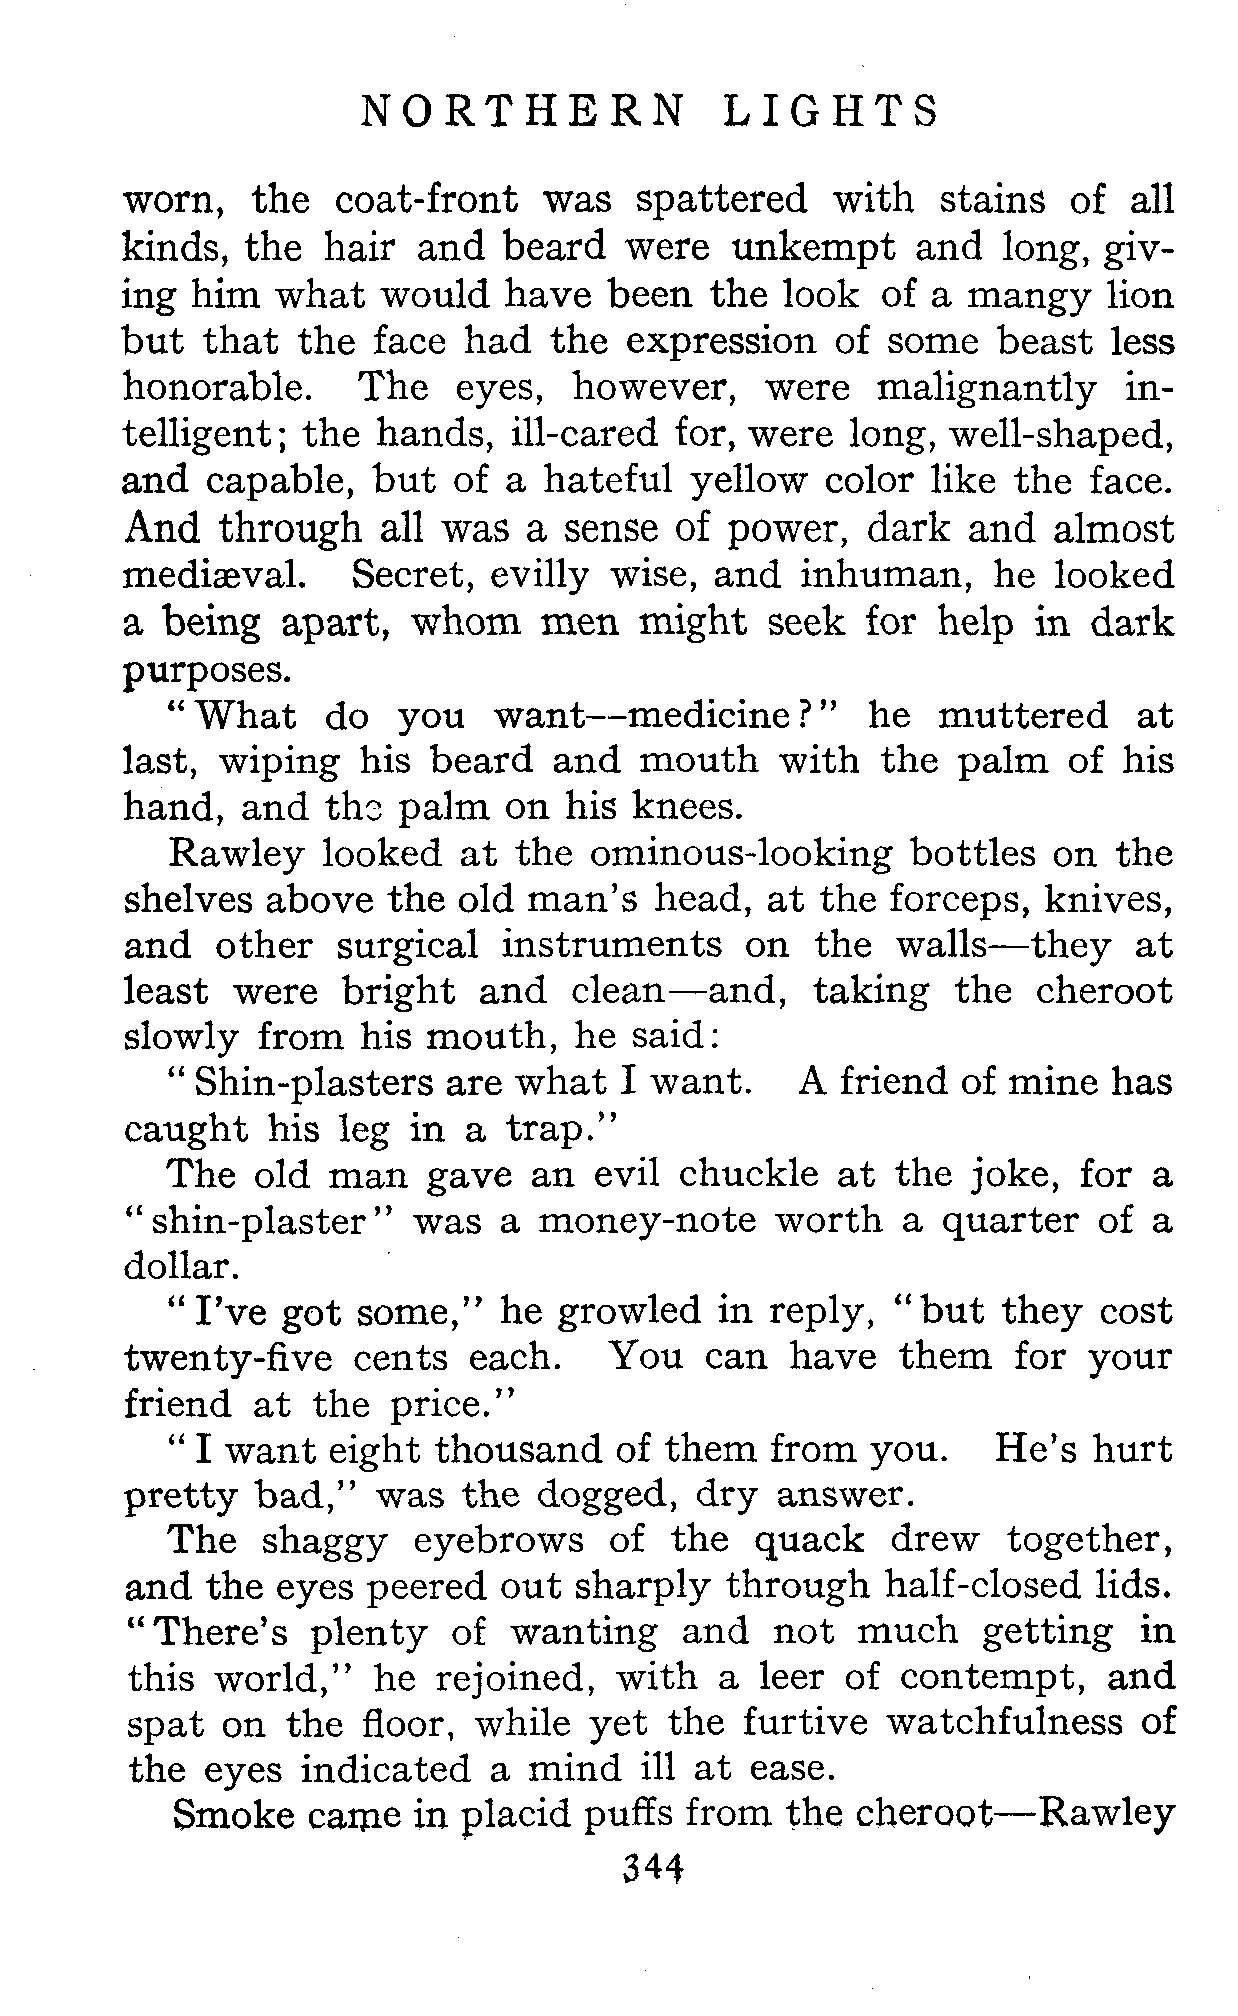 NORTHERN LIGHTS
worn, the coat-front was spattered with stains of all
kinds, the hair and beard were unkempt and long, giv-
ing him what would have been the look of a mangy lion
but that the face had the expression of some beast less
honorable. The eyes, however, were malignantly in-
telligent; the hands, ill-cared for, were long, well-shaped,
and capable, but of a hateful yellow color like the face.
And through all was a sense of power, dark and almost
mediæval. Secret, evilly wise, and inhuman, he looked
a being apart, whom men might seek for help in dark
purposes.
"What do you want—medicine?" he muttered at
last, wiping his beard and mouth with the palm of his
hand, and the palm on his knees.
Rawley looked at the ominous-looking bottles on the
shelves above the old man's head, at the forceps, knives,
and other surgical instruments on the walls—they at
least were bright and clean—and, taking the cheroot
slowly from his mouth, he said:
"Shin-plasters are what I want. A friend of mine has
caught his leg in a trap."
The old man gave an evil chuckle at the joke, for a
"shin-plaster" was a money-note worth a quarter of a
dollar.
"I've got some," he growled in reply, "but they cost
twenty-five cents each. You can have them for your
friend at the price."
"I want eight thousand of them from you. He's hurt
pretty bad," was the dogged, dry answer.
The shaggy eyebrows of the quack drew together,
and the eyes peered out sharply through half-closed lids.
"There's plenty of wanting and not much getting in
this world," he rejoined, with a leer of contempt, and
spat on the floor, while yet the furtive watchfulness of
the eyes indicated a mind ill at ease.
Smoke came in placid puffs from the cheroot—Rawley
344